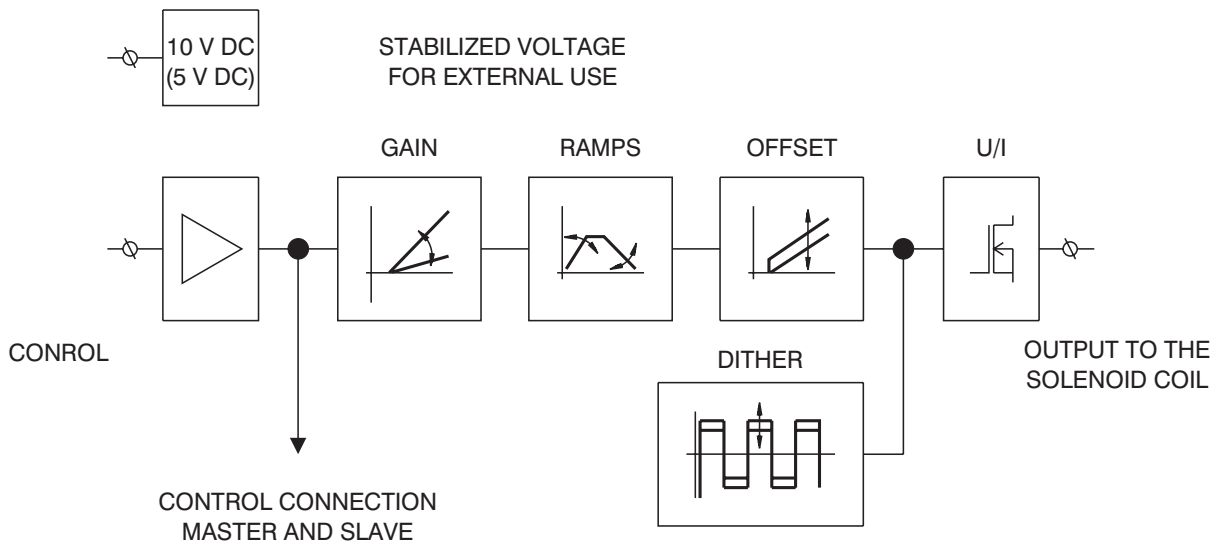 10 V DC
(5 V DC)
STABILIZED VOLTAGE
FOR EXTERNAL USE
GAIN
RAMPS
OFFSET
U/I
CONROL
DITHER
OUTPUT TO THE
SOLENOID COIL
CONTROL CONNECTION
MASTER AND SLAVE